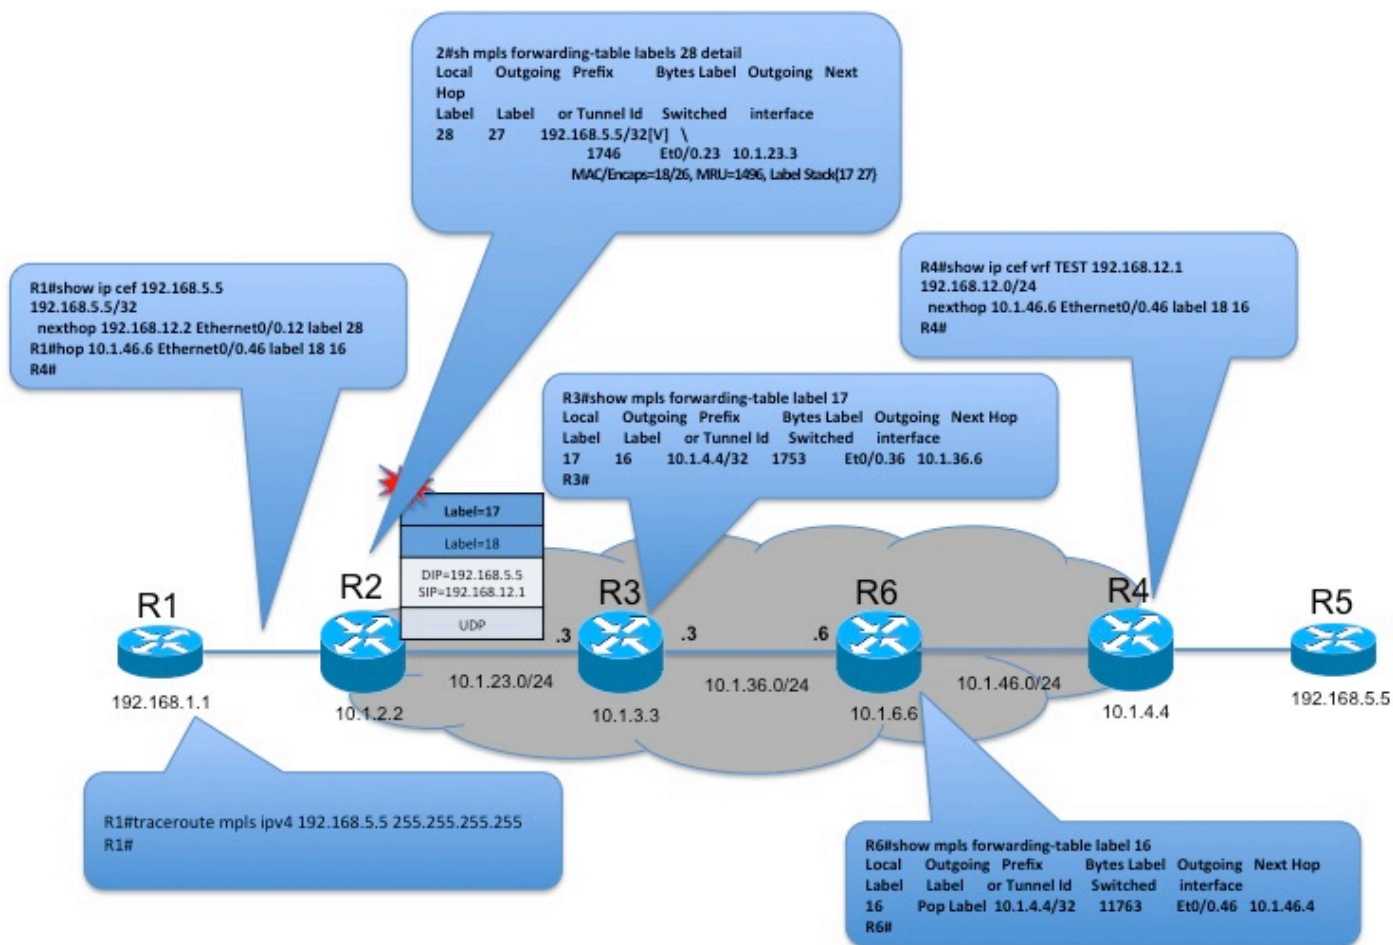 2#sh mpls forwarding-table labels 28 detail
Local Outgoing Prefix Bytes Label Outgoing Next
Hop
Label Label or Tunnel Id Switched interface
28 27 192.168.5.5/32[V] \
1746 Et0/0.23 10.1.23.3
MAC/Encaps=18/26, MRU=1496, Label Stack{17 27}
R1#show ip cef 192.168.5.5
192.168.5.5/32
nexthop 192.168.12.2 Ethernet0/0.12 label 28
R1#hop 10.1.46.6 Ethernet0/0.46 label 18 16
R4#
R4#show ip cef vrf TEST 192.168.12.1
192.168.12.0/24
nexthop 10.1.46.6 Ethernet0/0.46 label 18 16
R4#
R3#show mpls forwarding-table label 17
Local Outgoing Prefix Bytes Label Outgoing Next Hop
Label Label or Tunnel Id Switched interface
17 16 10.1.4.4/32 1753 Et0/0.36 10.1.36.6
R3#
Label=17
Label=18
DIP=192.168.5.5
SIP=192.168.12.1
UDP
R1
R2
R3
R6
R4
R5
.3
.3
.6
10.1.23.0/24
10.1.36.0/24
10.1.46.0/24
192.168.1.1
10.1.2.2
10.1.3.3
10.1.6.6
10.1.4.4
192.168.5.5
R1#traceroute mpls ipv4 192.168.5.5 255.255.255.255
R1#
R6#show mpls forwarding-table label 16
Local Outgoing Prefix Bytes Label Outgoing Next Hop
Label Label or Tunnel Id Switched interface
16 Pop Label 10.1.4.4/32 11763 Et0/0.46 10.1.46.4
R6#